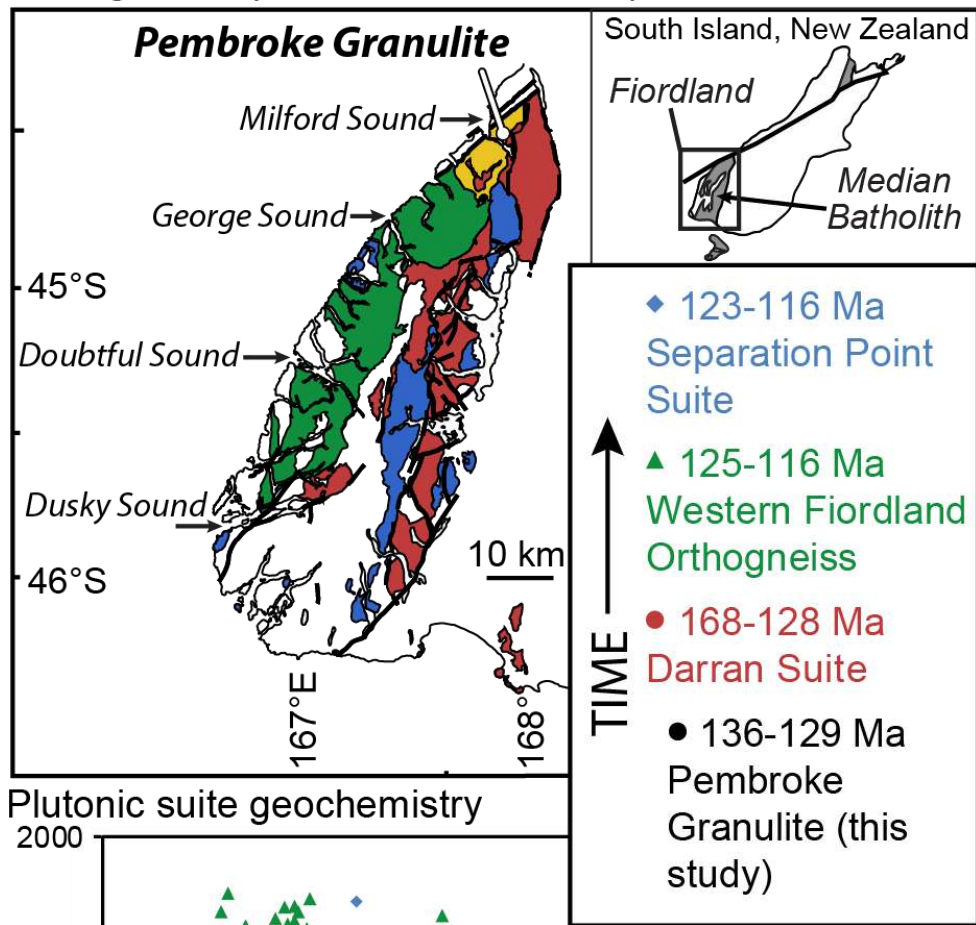 Pembroke Granulite
South Island, New Zealand
Fiordland
Milford Sound
Median
Batholith
George Sound
45°S
Doubtful Sound
Dusky Sound
10 km
46°S
167°E
168°
123-116 Ma
Separation Point
Suite
125-116 Ma
Western Fiordland
Orthogneiss
168-128 Ma
Darran Suite
TIME
136-129 Ma
Pembroke
Granulite (this
study)
Plutonic suite geochemistry
2000